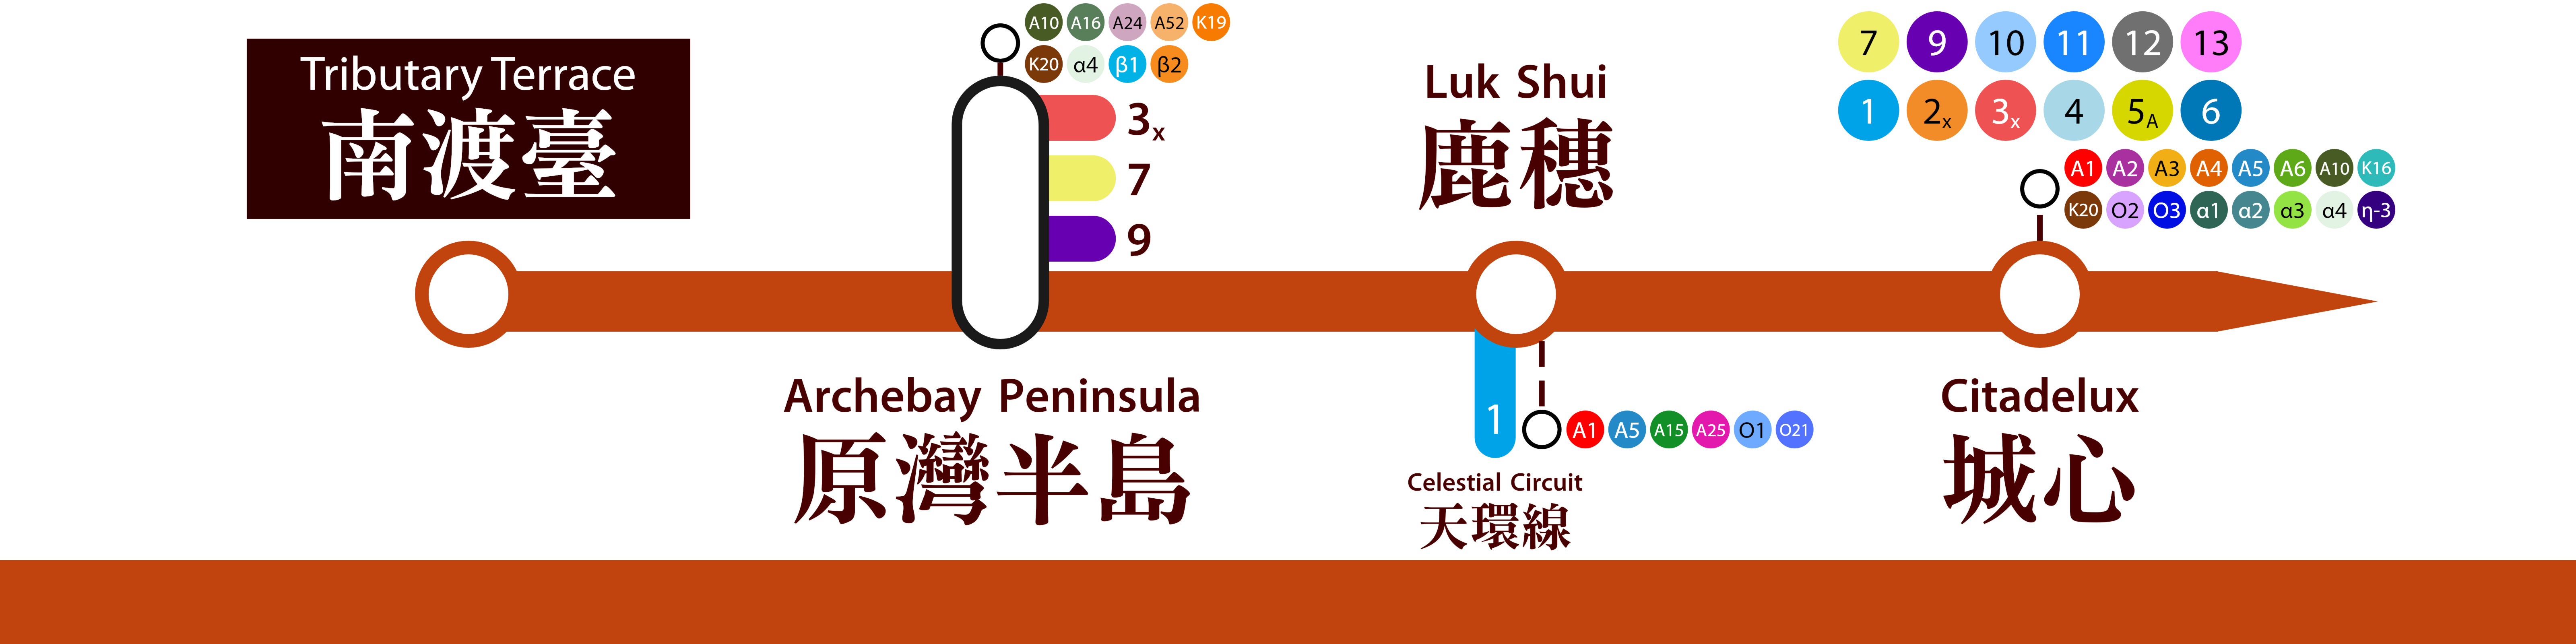 Tributary Terrace
南渡臺
A10 A16 A24 A52 K19
K20 α4 β1 β2
3x
7
9
Archebay Peninsula
原灣半島
Luk Shui
鹿穗
1
A1 A5 A15 A25 O1 O21
Celestial Circuit
天環線
7 9 10 11 12 13
1 2x 3x 4 5A 6
A1 A2 A3 A4 A5 A6 A10 K16
K20 O2 O3 α1 α2 α3 α4 η-3
Citadelux
城心